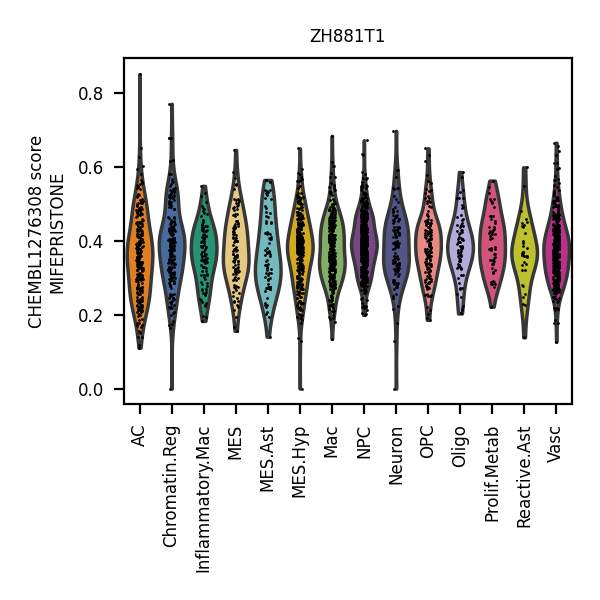 ZH881T1
CHEMBL1276308 score
MIFEPRISTONE
0.8
0.6
0.4
0.2
0.0
AC
Chromatin.Reg
Inflammatory.Mac
MES
MES.Ast
MES.Hyp
Mac
NPC
Neuron
OPC
Oligo
Prolif.Metab
Reactive.Ast
Vasc